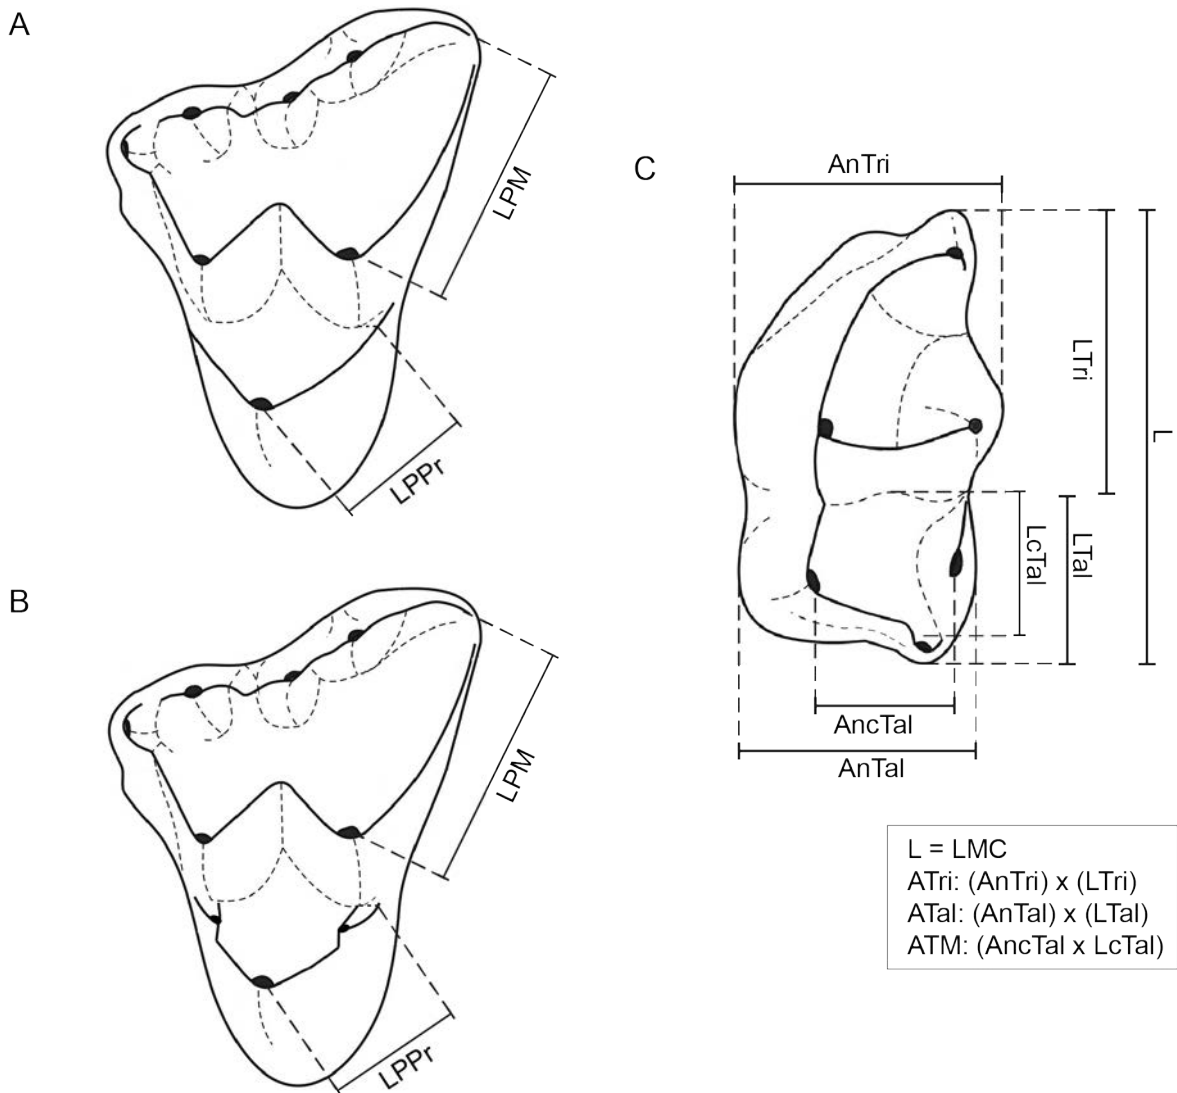 A
LPM
LPPr
B
LPM
LPPr
C
AnTri
LTri
L
LcTal
LTal
AncTal
AnTal
L = LMC
ATri: (AnTri) x (LTri)
ATal: (AnTal) x (LTal)
ATM: (AncTal x LcTal)